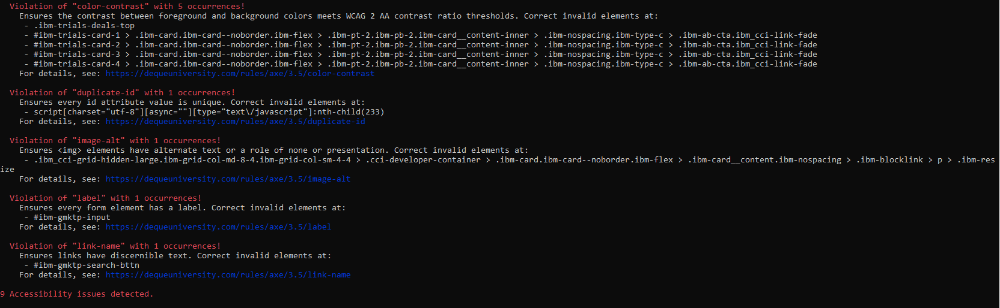 Violation of "color-contrast" with 5 occurrences!
Ensures the contrast between foreground and background colors meets WCAG 2 AA contrast ratio thresholds. Correct invalid elements at:
- .ibm-trials-deals-top
- #ibm-trials-card-1 > .ibm-card.ibm-card--noborder.ibm-flex > .ibm-pt-2.ibm-pb-2.ibm-card__content-inner > .ibm-nospacing.ibm-type-c > .ibm-ab-cta.ibm_cci-link-fade
- #ibm-trials-card-2 > .ibm-card.ibm-card--noborder.ibm-flex > .ibm-pt-2.ibm-pb-2.ibm-card__content-inner > .ibm-nospacing.ibm-type-c > .ibm-ab-cta.ibm_cci-link-fade
- #ibm-trials-card-3 > .ibm-card.ibm-card--noborder.ibm-flex > .ibm-pt-2.ibm-pb-2.ibm-card__content-inner > .ibm-nospacing.ibm-type-c > .ibm-ab-cta.ibm_cci-link-fade
- #ibm-trials-card-4 > .ibm-card.ibm-card--noborder.ibm-flex > .ibm-pt-2.ibm-pb-2.ibm-card__content-inner > .ibm-nospacing.ibm-type-c > .ibm-ab-cta.ibm_cci-link-fade
For details, see: https://dequeuniversity.com/rules/axe/3.5/color-contrast
Violation of "duplicate-id" with 1 occurrences!
Ensures every id attribute value is unique. Correct invalid elements at:
- script[charset="utf-8"][async=""][type="text\/javascript"]:nth-child(233)
For details, see: https://dequeuniversity.com/rules/axe/3.5/duplicate-id
Violation of "image-alt" with 1 occurrences!
Ensures <img> elements have alternate text or a role of none or presentation. Correct invalid elements at:
- .ibm_cci-grid-hidden-large.ibm-grid-col-md-8-4.ibm-grid-col-sm-4-4 > .cci-developer-container > .ibm-card.ibm-card--noborder.ibm-flex > .ibm-card__content.ibm-nospacing > .ibm-blocklink > p > .ibm-res
ize
For details, see: https://dequeuniversity.com/rules/axe/3.5/image-alt
Violation of "label" with 1 occurrences!
Ensures every form element has a label. Correct invalid elements at:
- #ibm-gmktp-input
For details, see: https://dequeuniversity.com/rules/axe/3.5/label
Violation of "link-name" with 1 occurrences!
Ensures links have discernible text. Correct invalid elements at:
- #ibm-gmktp-search-bttn
For details, see: https://dequeuniversity.com/rules/axe/3.5/link-name
9 Accessibility issues detected.